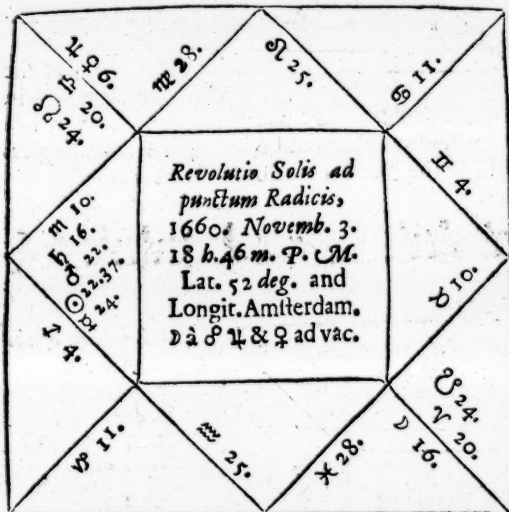 ♃ ♀ 6.
♎ 20.
☊ 24.
♍ 28.
♌ 25.
♋ 11.
♊ 4.
♉ 10.
☋ 24.
♈ 20.
☽ 16.
♓ 28.
♒ 25.
♑ 11.
♐ 4.
♏ 10.
♄ 16.
♂ 22.
☉ 22.37.
☿ 24.
Revolutio Solis ad
punctum Radicis,
1660. Novemb. 3.
18 h.46 m. P. M.
Lat. 52 deg. and
Longit. Amſterdam.
☽ à ☍ ♃ & ♀ ad vac.